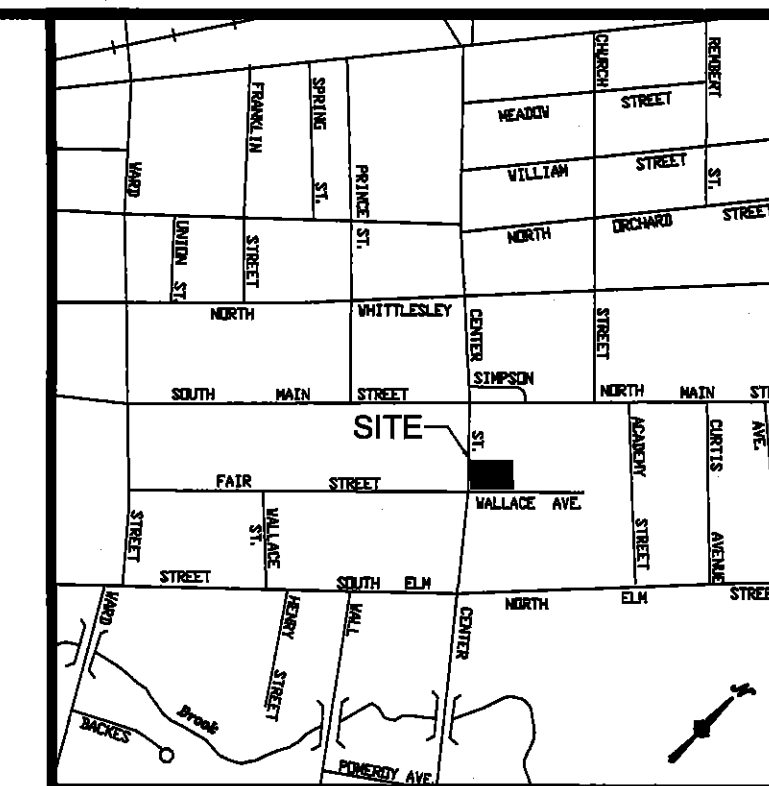 CHURCH
REMBERT
ST.
FRANKLIN
STREET
SPRING
ST.
MEADOW STREET
WARD
STREET
PRINCE
ST.
WILLIAM STREET
UNION ST.
NORTH ORCHARD STREET
NORTH WHITTLESLEY
CENTER
ST.
STREET
SIMPSON
SOUTH MAIN STREET
NORTH MAIN ST
SITE
ACADEMY
STREET
CURTIS
AVENUE
AVE.
FAIR STREET
WALLACE AVE.
WALLACE
ST.
STREET SOUTH ELM
NORTH ELM STREE
WARD
HENRY
STREET
WALL
CENTER
Brook
BACKES
POMEROY AVE.
N